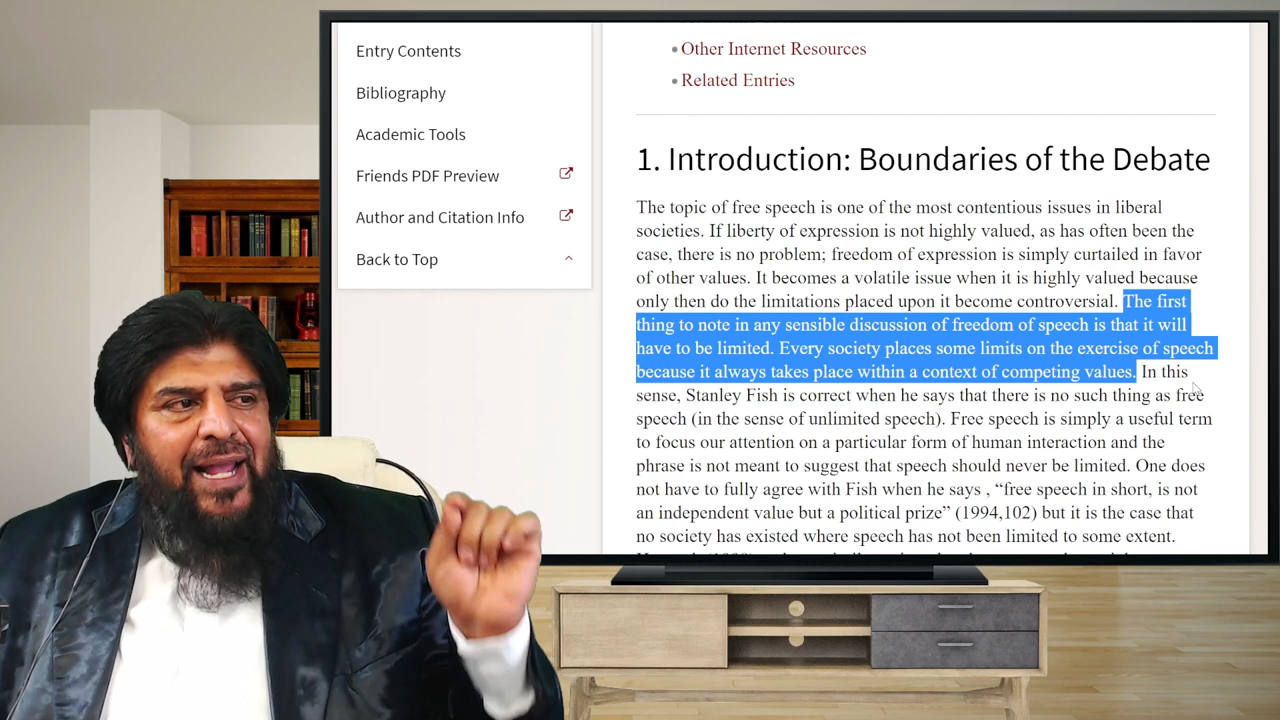 Entry Contents
Bibliography
Academic Tools
Friends PDF Preview
Author and Citation Info
Back to Top
Other Internet Resources
Related Entries
1. Introduction: Boundaries of the Debate
The topic of free speech is one of the most contentious issues in liberal
societies. If liberty of expression is not highly valued, as has often been the
case, there is no problem; freedom of expression is simply curtailed in favor
of other values. It becomes a volatile issue when it is highly valued because
only then do the limitations placed upon it become controversial. The first
thing to note in any sensible discussion of freedom of speech is that it will
have to be limited. Every society places some limits on the exercise of speech
because it always takes place within a context of competing values. In this
sense, Stanley Fish is correct when he says that there is no such thing as free
speech (in the sense of unlimited speech). Free speech is simply a useful term
to focus our attention on a particular form of human interaction and the
phrase is not meant to suggest that speech should never be limited. One does
not have to fully agree with Fish when he says , “free speech in short, is not
an independent value but a political prize” (1994,102) but it is the case that
no society has existed where speech has not been limited to some extent.